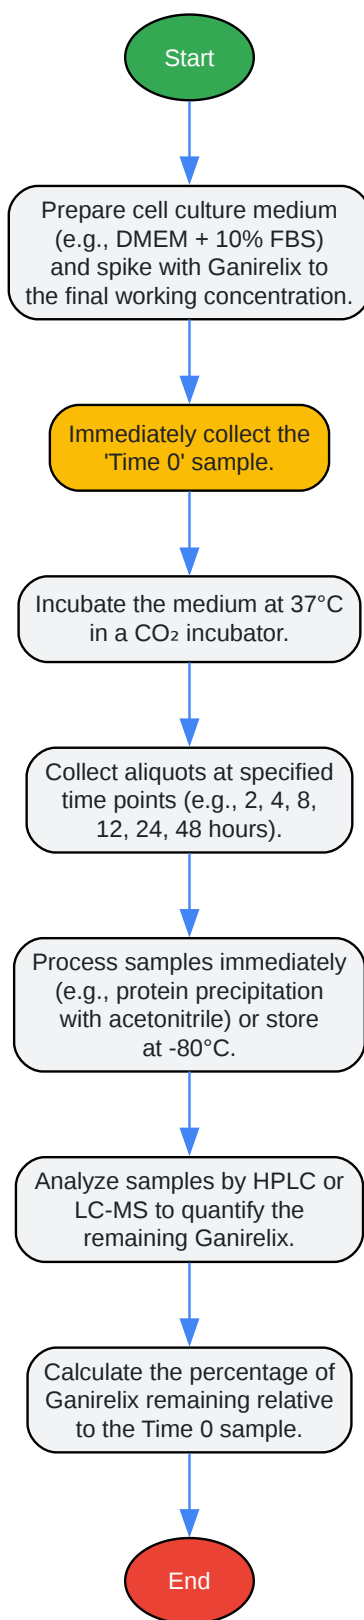 Start
Prepare cell culture medium
(e.g., DMEM + 10% FBS)
and spike with Ganirelix to
the final working concentration.
Immediately collect the
'Time 0' sample.
Incubate the medium at 37°C
in a CO₂ incubator.
Collect aliquots at specified
time points (e.g., 2, 4, 8,
12, 24, 48 hours).
Process samples immediately
(e.g., protein precipitation
with acetonitrile) or store
at -80°C.
Analyze samples by HPLC or
LC-MS to quantify the
remaining Ganirelix.
Calculate the percentage of
Ganirelix remaining relative
to the Time 0 sample.
End